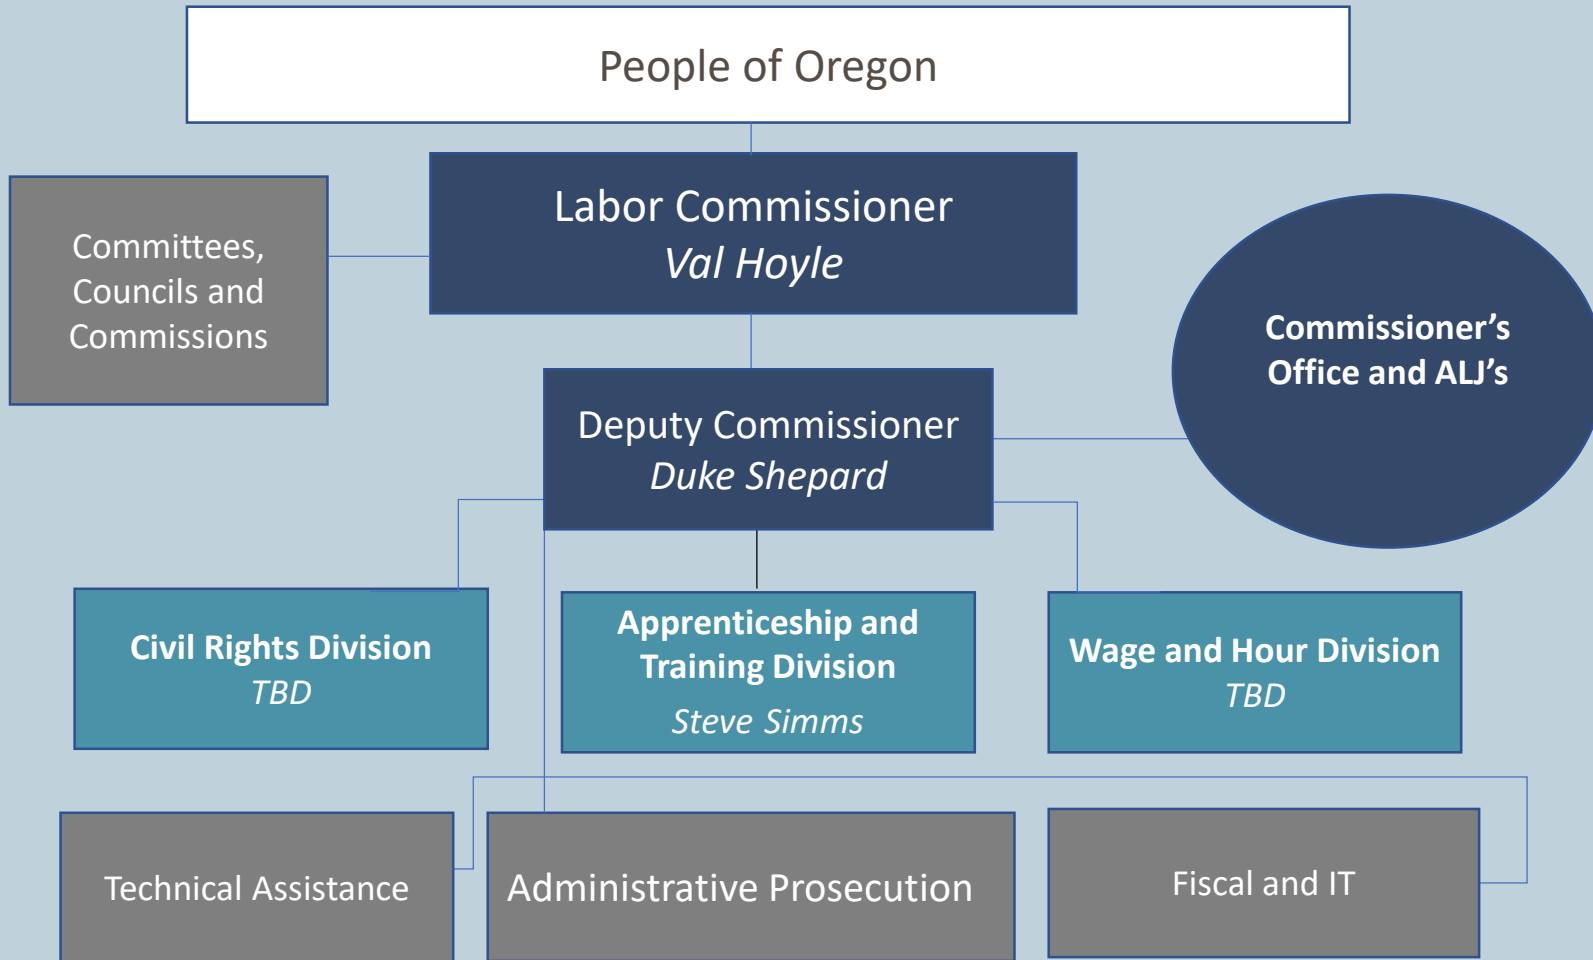 People of Oregon
Labor Commissioner
Val Hoyle
Committees,
Councils and
Commissions
Commissioner’s
Office and ALJ’s
Deputy Commissioner
Duke Shepard
Civil Rights Division
TBD
Apprenticeship and
Training Division
Steve Simms
Wage and Hour Division
TBD
Technical Assistance
Administrative Prosecution
Fiscal and IT